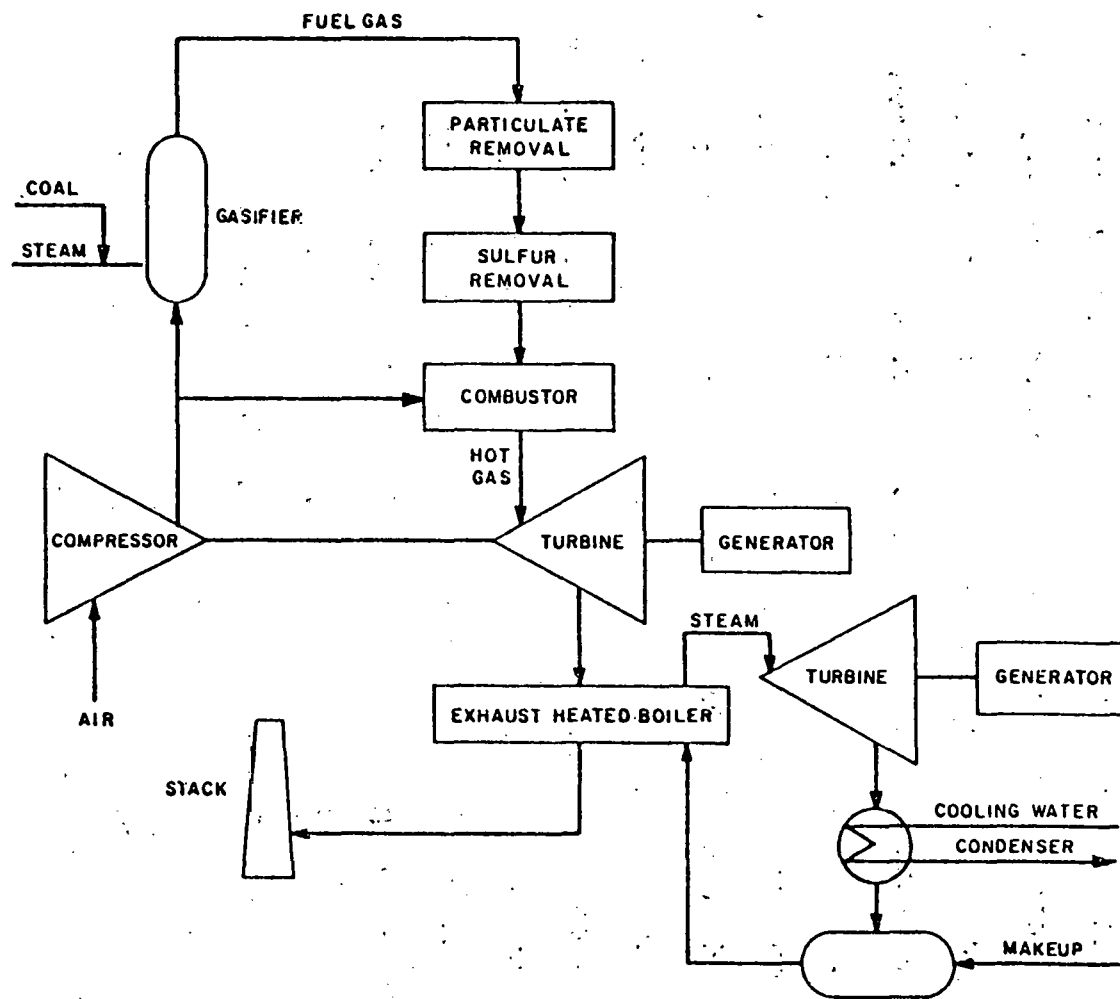 FUEL GAS
PARTICULATE
REMOVAL
COAL
GASIFIER
STEAM
SULFUR
REMOVAL
COMBUSTOR
HOT
GAS
COMPRESSOR
TURBINE
GENERATOR
STEAM
TURBINE
GENERATOR
AIR
EXHAUST HEATED BOILER
STACK
COOLING WATER
CONDENSER
MAKEUP